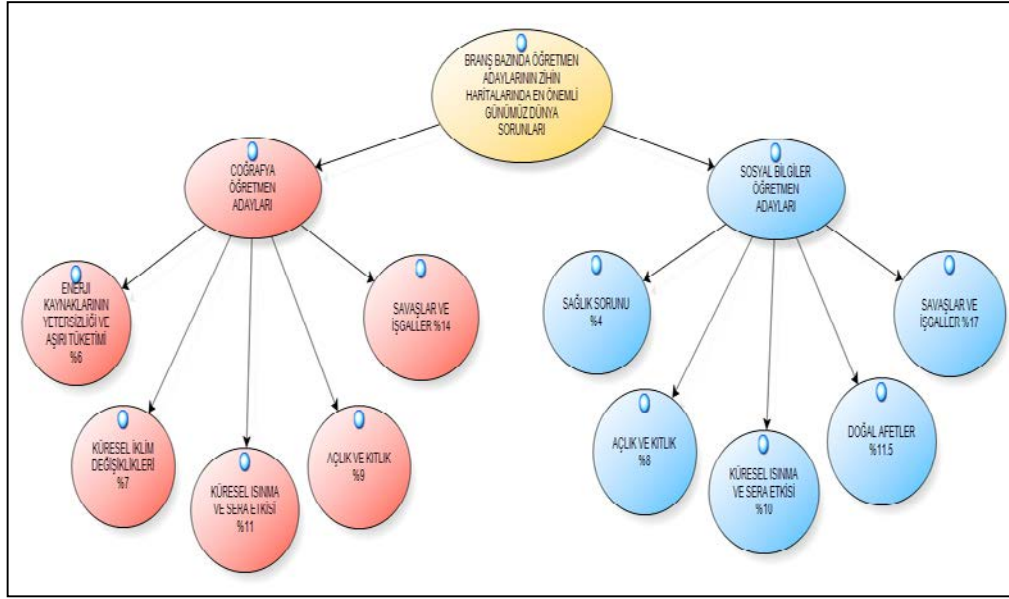 BRANŞ BAZINDA ÖĞRETMEN
ADAYLARININ ZİHİN
HARİTALARINDA EN ÖNEMLİ
GÜNÜMÜZ DÜNYA
SORUNLARI
COĞRAFYA
ÖĞRETMEN
ADAYLARI
SOSYAL BİLGİLER
ÖĞRETMEN
ADAYLARI
ENERJİ
KAYNAKLARININ
YETERSİZLİĞİ VE
AŞIRI TÜKETİMİ
%6
KÜRESEL İKLİM
DEĞİŞİKLİKLERİ
%7
KÜRESEL ISINMA
VE SERA ETKİSİ
%11
AÇLIK VE KITLIK
%9
SAVAŞLAR VE
İŞGALLER %14
SAĞLIK SORUNU
%4
AÇLIK VE KITLIK
%8
KÜRESEL ISINMA
VE SERA ETKİSİ
%10
DOĞAL AFETLER
%11.5
SAVAŞLAR VE
İŞGALLER %17